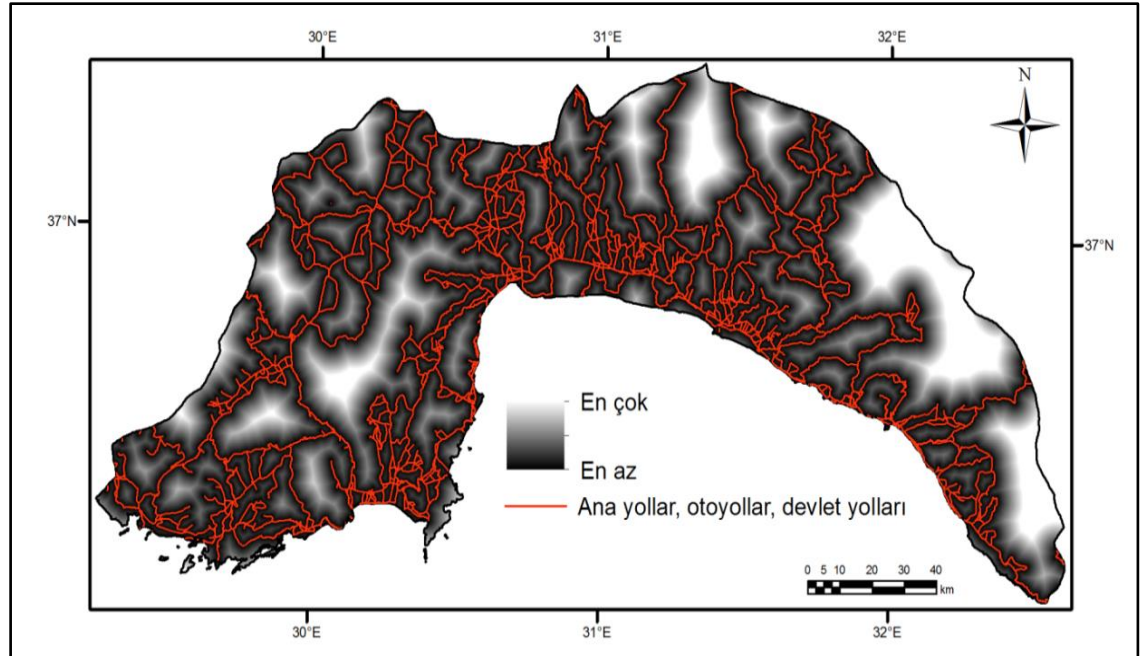 30°E 31°E 32°E
N
37°N
37°N
En çok
En az
Ana yollar, otoyollar, devlet yolları
0 5 10 20 30 40
km
30°E 31°E 32°E